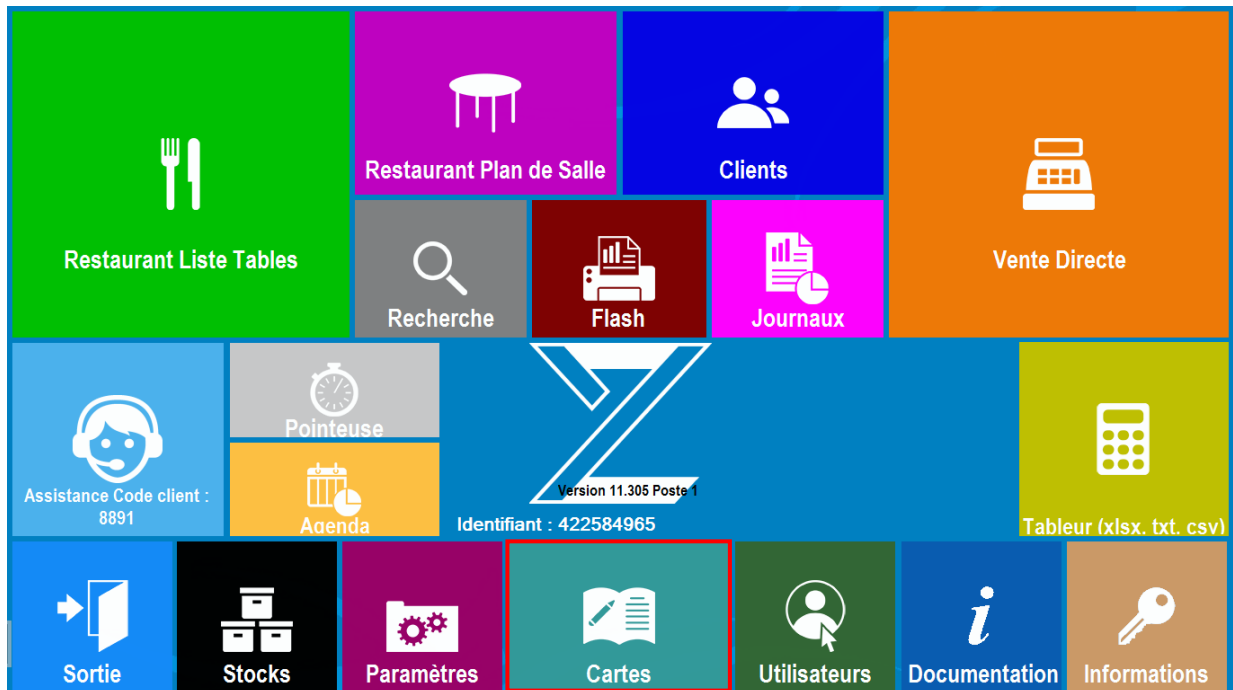 Restaurant Liste Tables
Restaurant Plan de Salle
Clients
Vente Directe
Recherche
Flash
Journaux
Assistance Code client :
8891
Pointeuse
Agenda
Version 11.305 Poste 1
Identifiant : 422584965
Tableur (xlsx, txt, csv)
Sortie
Stocks
Paramètres
Cartes
Utilisateurs
Documentation
Informations